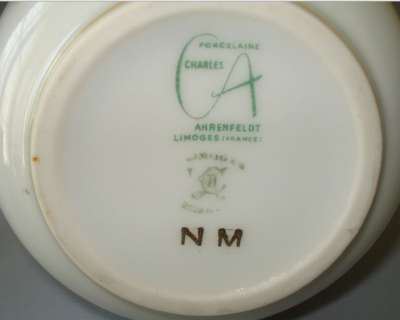 PORCELAINE
CHARLES
CA
AHRENFELDT
LIMOGES (FRANCE)
N M